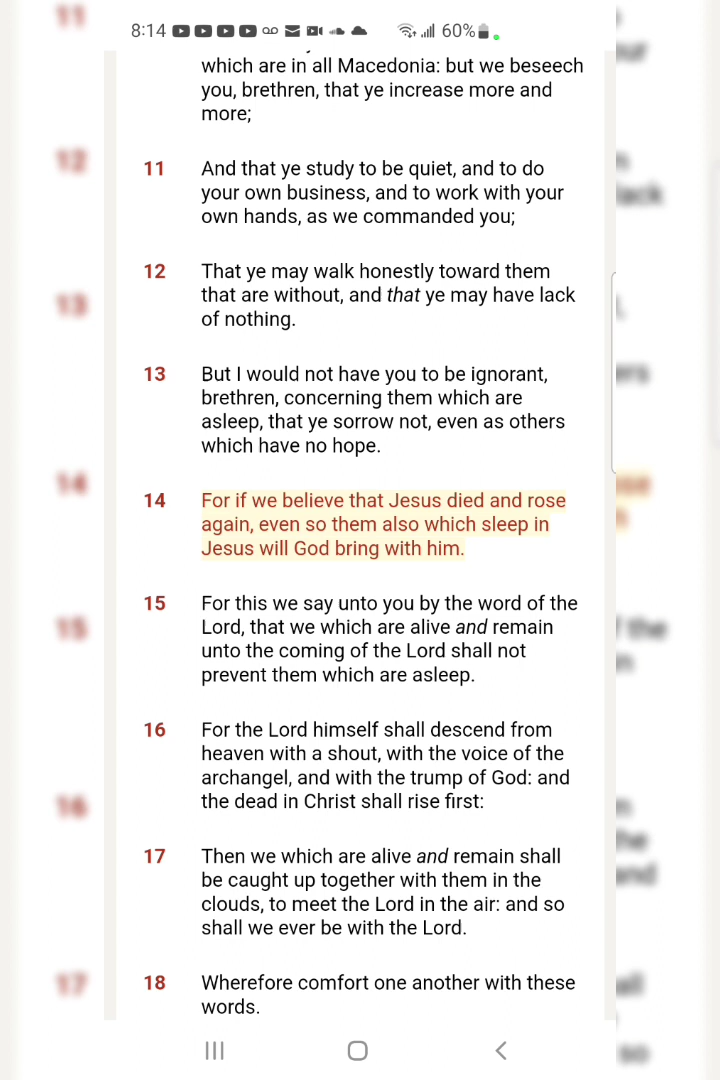 8:14 60%
which are in all Macedonia: but we beseech
you, brethren, that ye increase more and
more;
11 And that ye study to be quiet, and to do
your own business, and to work with your
own hands, as we commanded you;
12 That ye may walk honestly toward them
that are without, and that ye may have lack
of nothing.
13 But I would not have you to be ignorant,
brethren, concerning them which are
asleep, that ye sorrow not, even as others
which have no hope.
14 For if we believe that Jesus died and rose
again, even so them also which sleep in
Jesus will God bring with him.
15 For this we say unto you by the word of the
Lord, that we which are alive and remain
unto the coming of the Lord shall not
prevent them which are asleep.
16 For the Lord himself shall descend from
heaven with a shout, with the voice of the
archangel, and with the trump of God: and
the dead in Christ shall rise first:
17 Then we which are alive and remain shall
be caught up together with them in the
clouds, to meet the Lord in the air: and so
shall we ever be with the Lord.
18 Wherefore comfort one another with these
words.